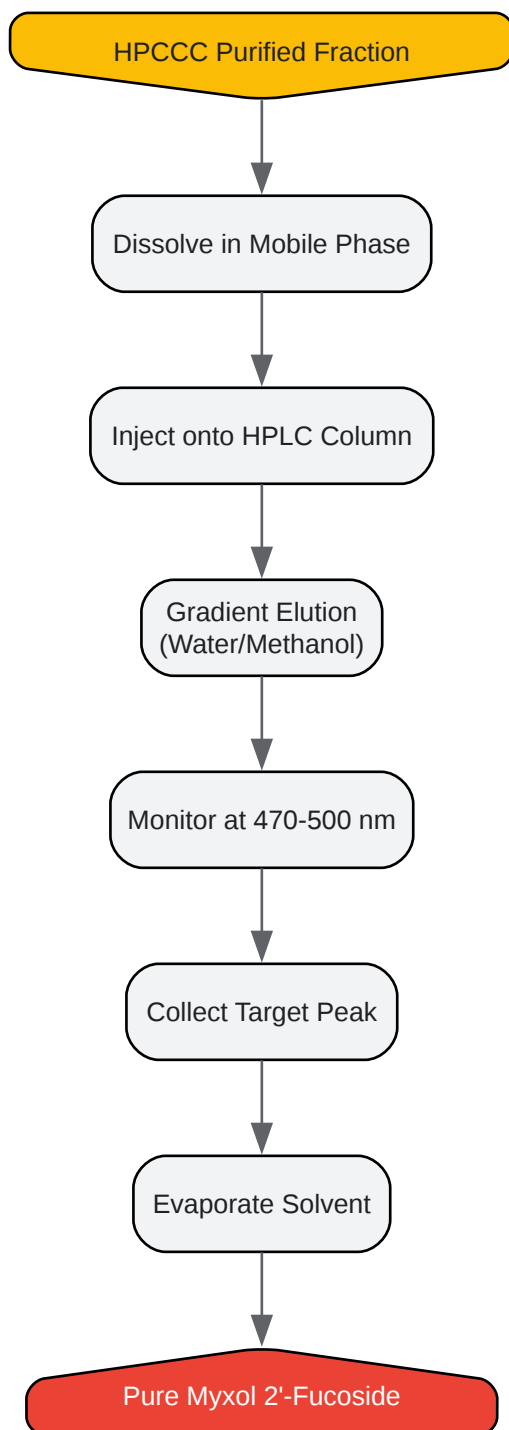 HPCCC Purified Fraction
Dissolve in Mobile Phase
Inject onto HPLC Column
Gradient Elution
(Water/Methanol)
Monitor at 470-500 nm
Collect Target Peak
Evaporate Solvent
Pure Myxol 2'-Fucoside